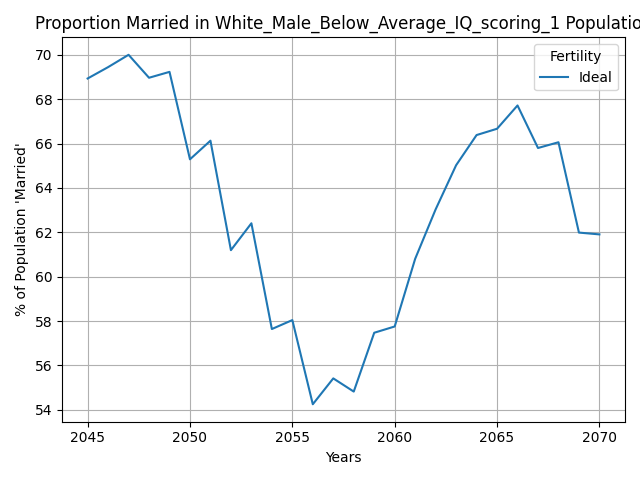 Proportion Married in White_Male_Below_Average_IQ_scoring_1 Populatio
Fertility
Ideal
% of Population 'Married'
70
68
66
64
62
60
58
56
54
2045 2050 2055 2060 2065 2070
Years